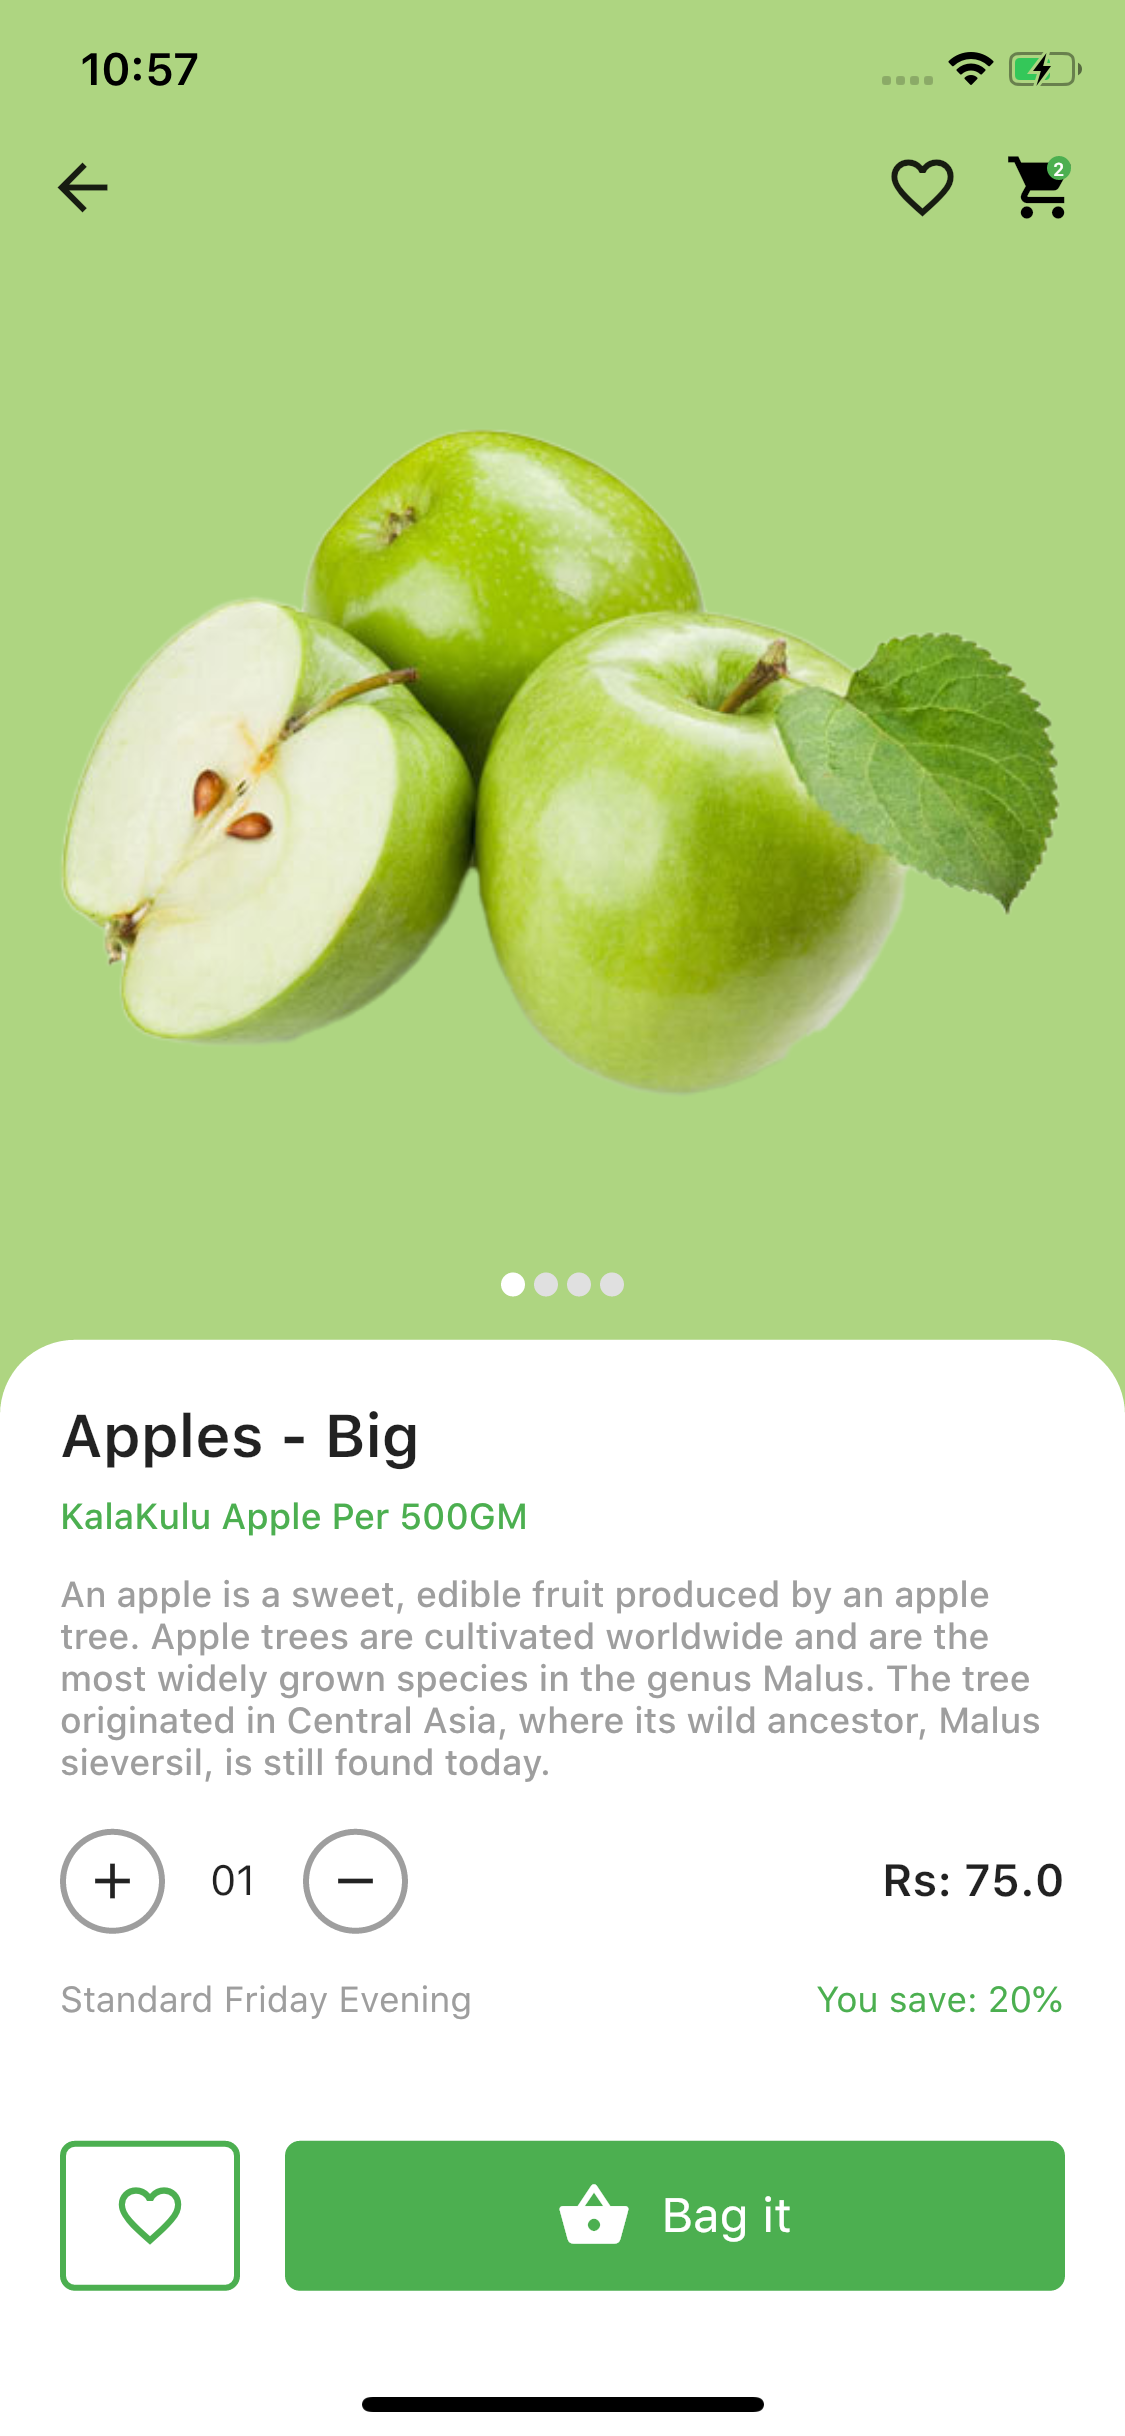 10:57
2
Apples - Big
KalaKulu Apple Per 500GM
An apple is a sweet, edible fruit produced by an apple
tree. Apple trees are cultivated worldwide and are the
most widely grown species in the genus Malus. The tree
originated in Central Asia, where its wild ancestor, Malus
sieversil, is still found today.
01
Rs: 75.0
Standard Friday Evening
You save: 20%
Bag it